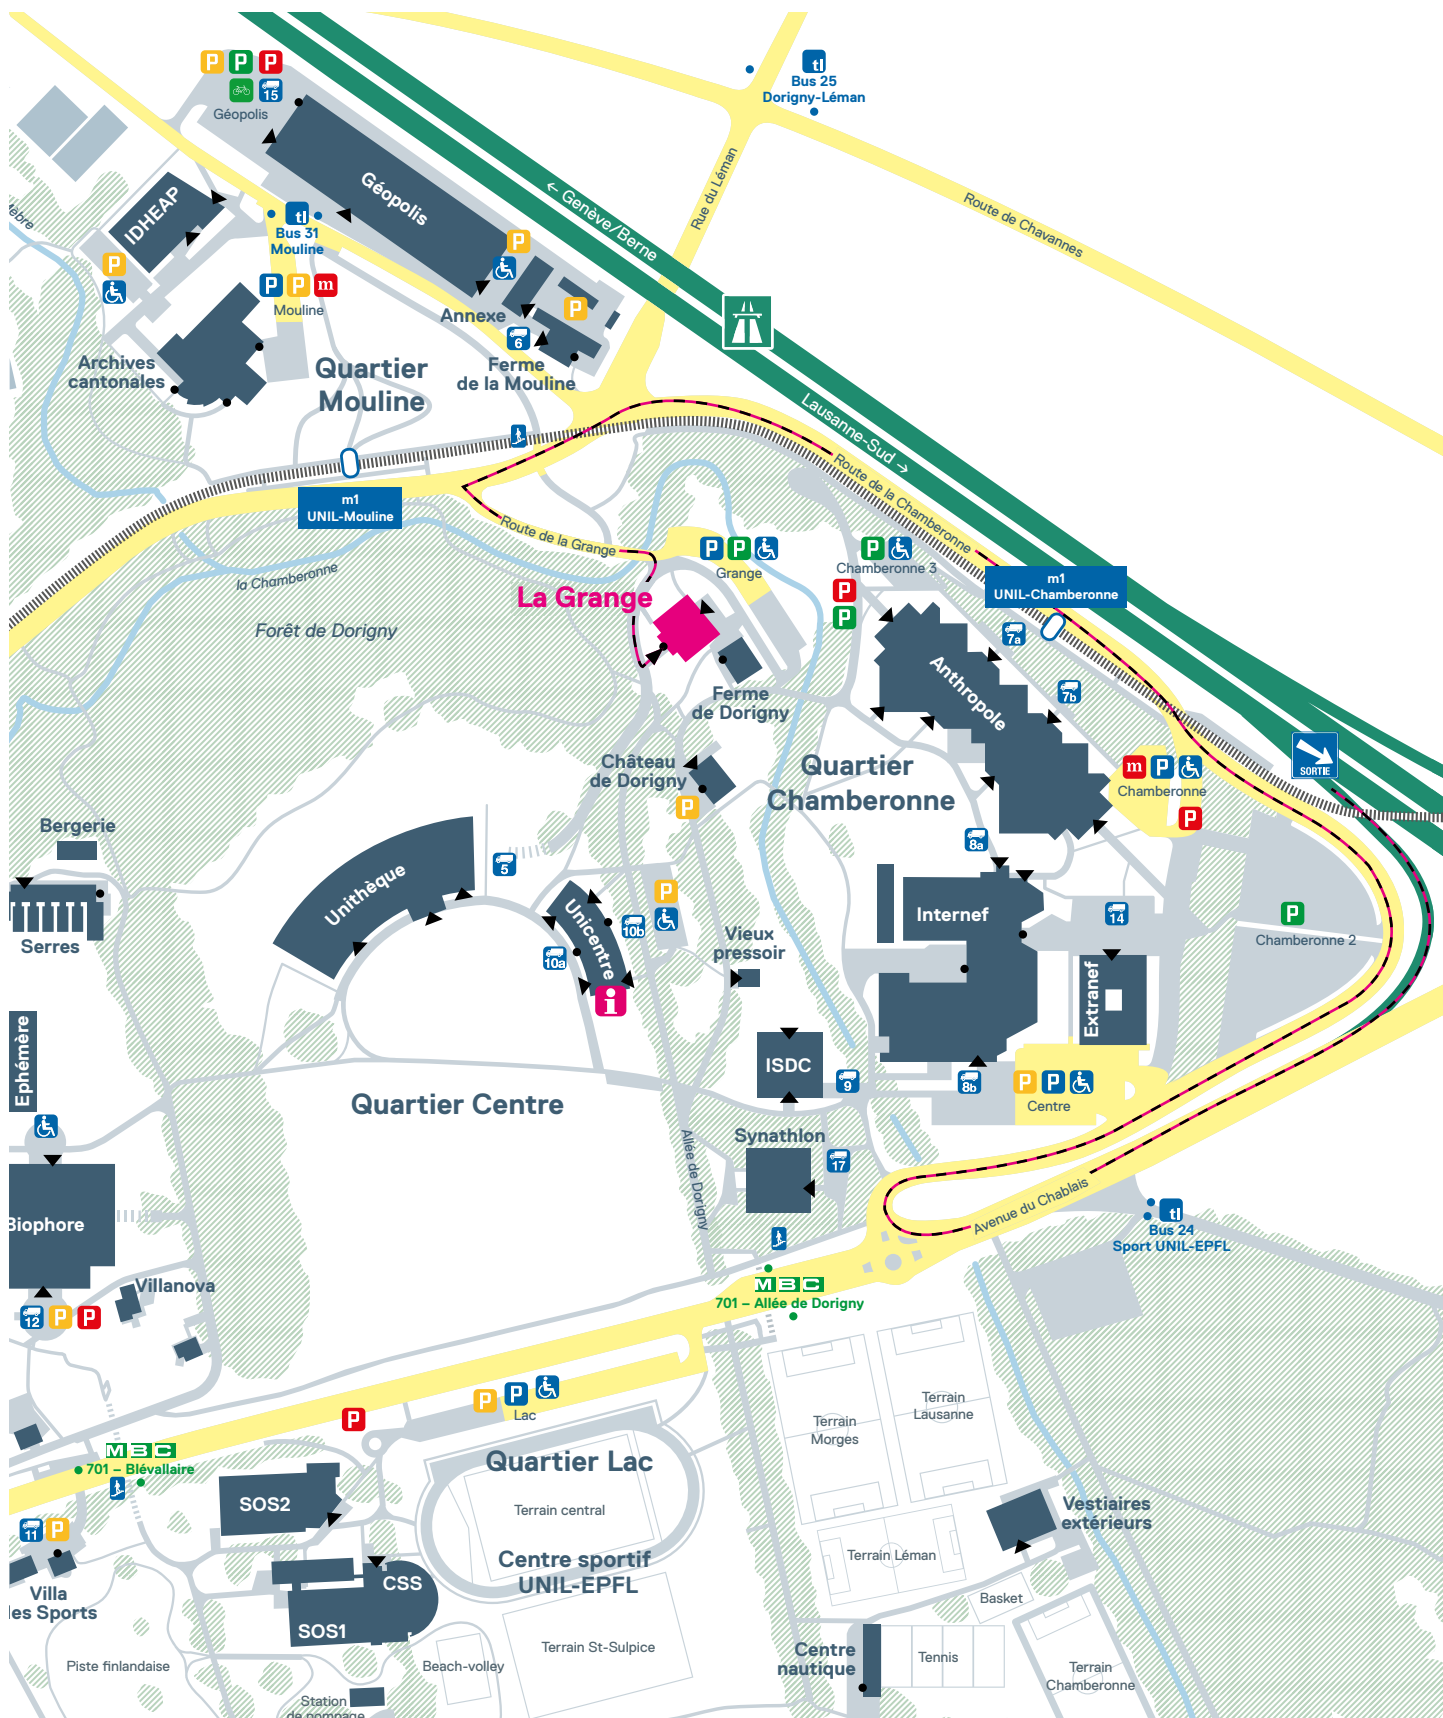 P P P
15
Géopolis
tl
Bus 25
Dorigny-Léman
Rue du Léman
Route de Chavannes
← Genève/Berne
Lausanne-Sud →
Géopolis
IDHEAP
tl
Bus 31
Mouline
P
P P m
Mouline
P
P
Annexe
6
Ferme
de la Mouline
Archives
cantonales
Quartier
Mouline
m1
UNIL-Mouline
Route de la Chamberonne
Route de la Grange
la Chamberonne
Forêt de Dorigny
La Grange
P P
Grange
P
Chamberonne 3
P
P
m1
UNIL-Chamberonne
7a
7b
Anthropole
Ferme
de Dorigny
Château
de Dorigny
P
Quartier
Chamberonne
m P
Chamberonne
P
SORTIE
Bergerie
Serres
Unithèque
5
Unicentre
10a
10b
P
i
Vieux
pressoir
8a
Internef
14
Extranef
P
Chamberonne 2
Ephémère
ISDC
9
8b
P P
Centre
Quartier Centre
Synathlon
17
Allée de Dorigny
Avenue du Chablais
tl
Bus 24
Sport UNIL-EPFL
Biophore
Villanova
12 P P
MBC
701 – Allée de Dorigny
P P
Lac
P
MBC
701 – Blévallaire
Quartier Lac
Terrain central
Centre sportif
UNIL-EPFL
Terrain
Morges
Terrain
Lausanne
Terrain Léman
Vestiaires
extérieurs
Basket
SOS2
CSS
SOS1
11 P
Villa
les Sports
Piste finlandaise
Beach-volley
Terrain St-Sulpice
Centre
nautique
Tennis
Terrain
Chamberonne
Station
de pompage